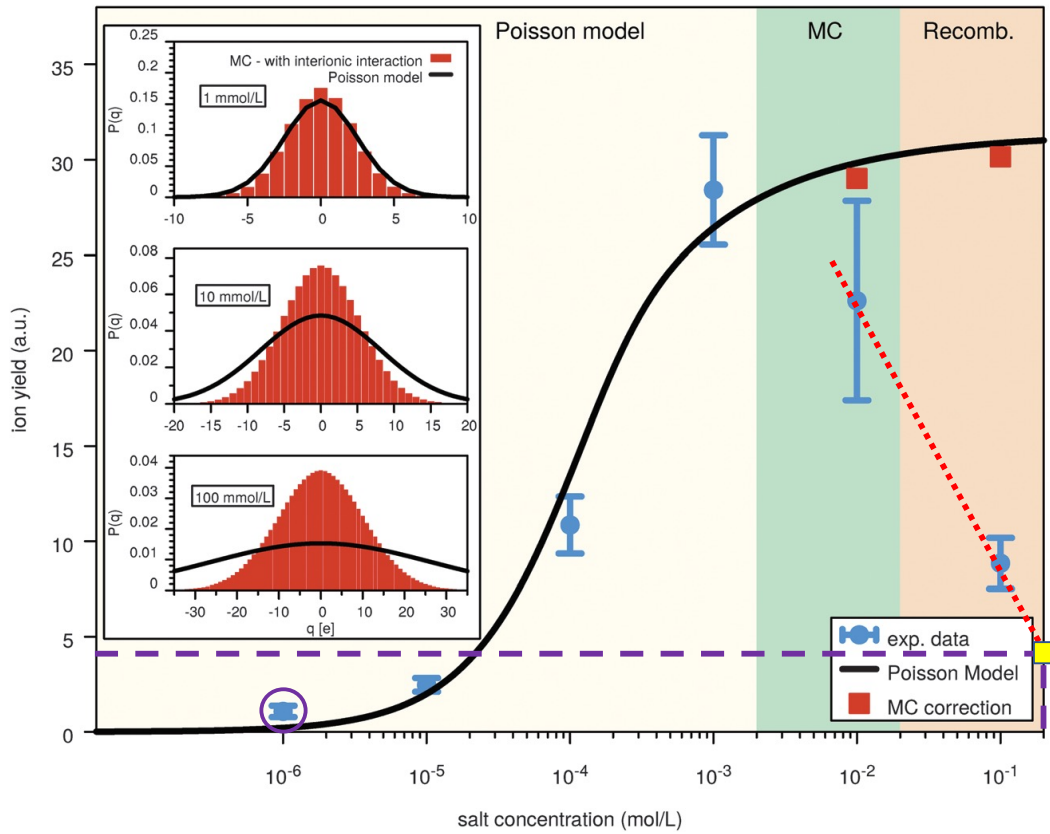 Poisson model
MC
Recomb.
ion yield (a.u.)
35
30
25
20
15
10
5
0
10-6
10-5
10-4
10-3
10-2
10-1
salt concentration (mol/L)
MC - with interionic interaction
Poisson model
1 mmol/L
P(q)
0.25
0.2
0.15
0.1
0.05
0
-10 -5 0 5 10
10 mmol/L
P(q)
0.08
0.06
0.04
0.02
0
-20 -15 -10 -5 0 5 10 15 20
100 mmol/L
P(q)
0.04
0.03
0.02
0.01
0
-30 -20 -10 0 10 20 30
q [e]
exp. data
Poisson Model
MC correction